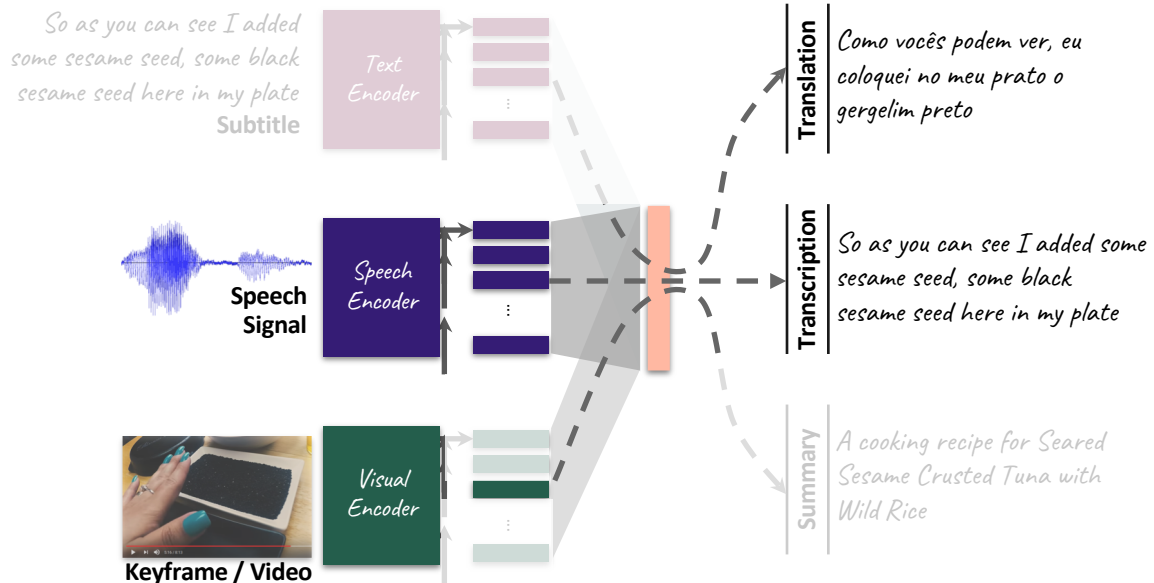 So as you can see I added
some sesame seed, some black
sesame seed here in my plate
Subtitle
Text
Encoder
...
Speech
Signal
Speech
Encoder
...
Keyframe / Video
Visual
Encoder
...
Translation
Como vocês podem ver, eu
coloquei no meu prato o
gergelim preto
Transcription
So as you can see I added some
sesame seed, some black
sesame seed here in my plate
Summary
A cooking recipe for Seared
Sesame Crusted Tuna with
Wild Rice